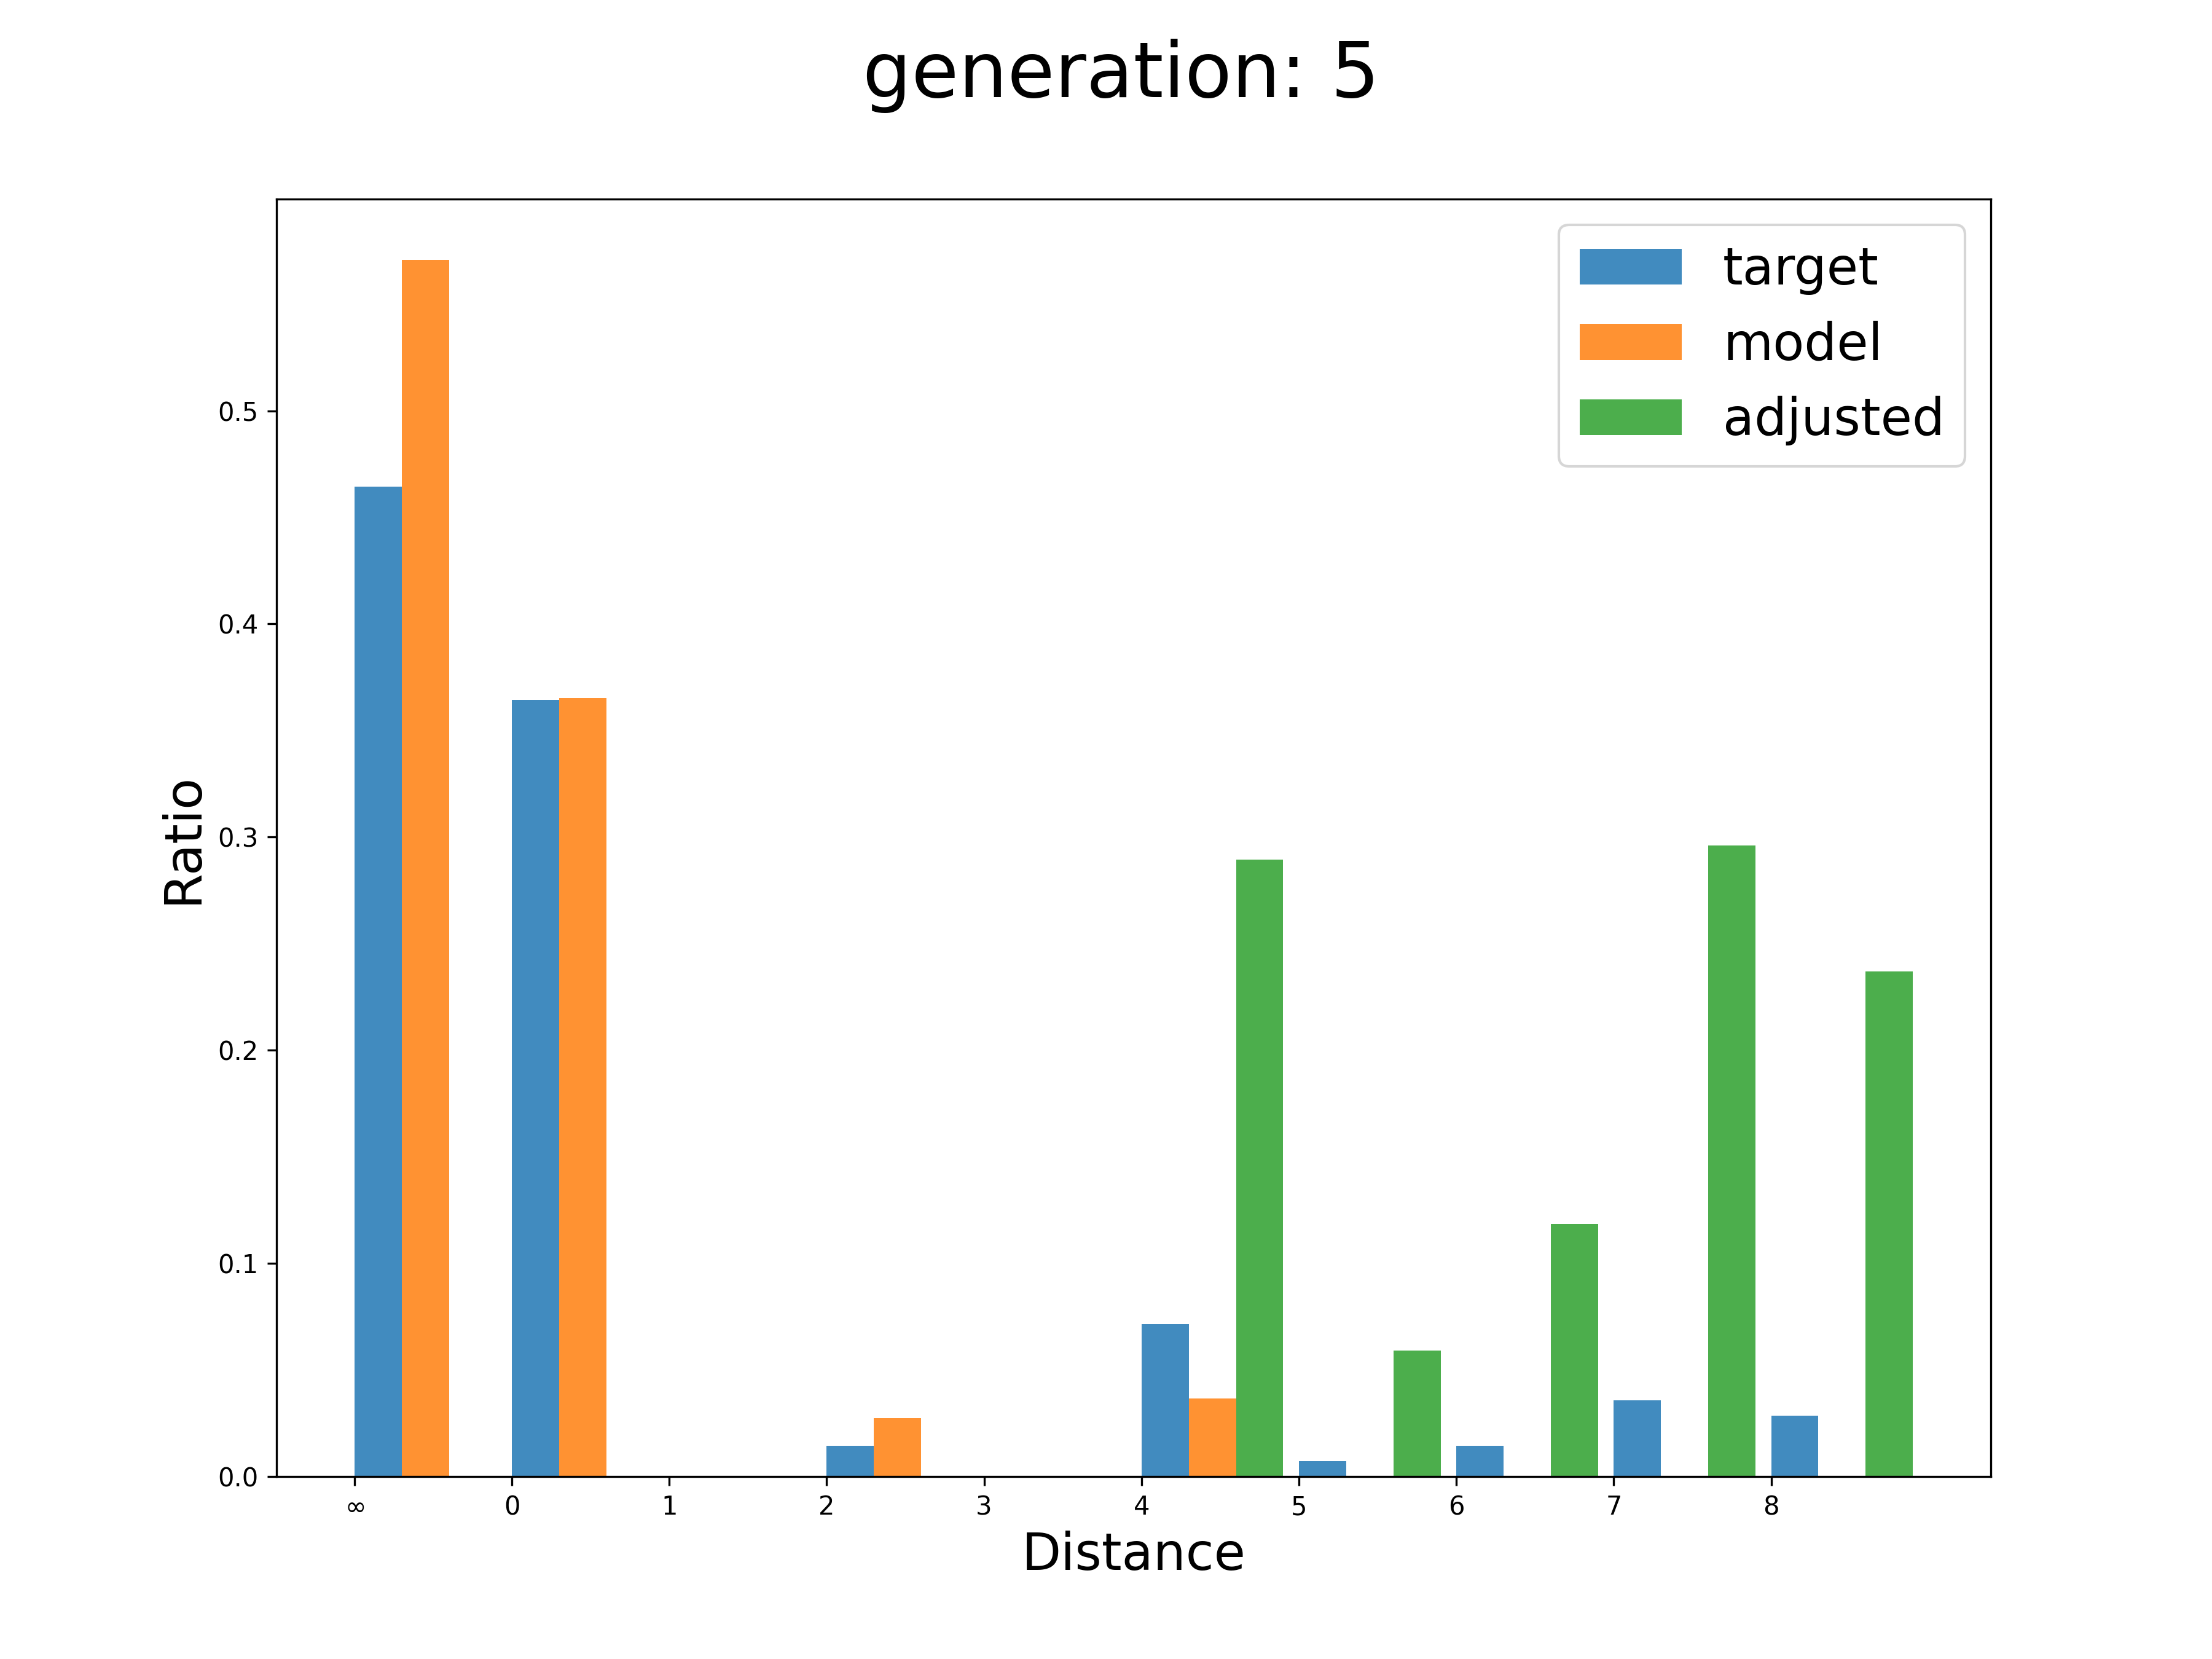 generation: 5
target
model
adjusted
0.5
0.4
0.3
0.2
0.1
0.0
Ratio
∞ 0 1 2 3 4 5 6 7 8
Distance